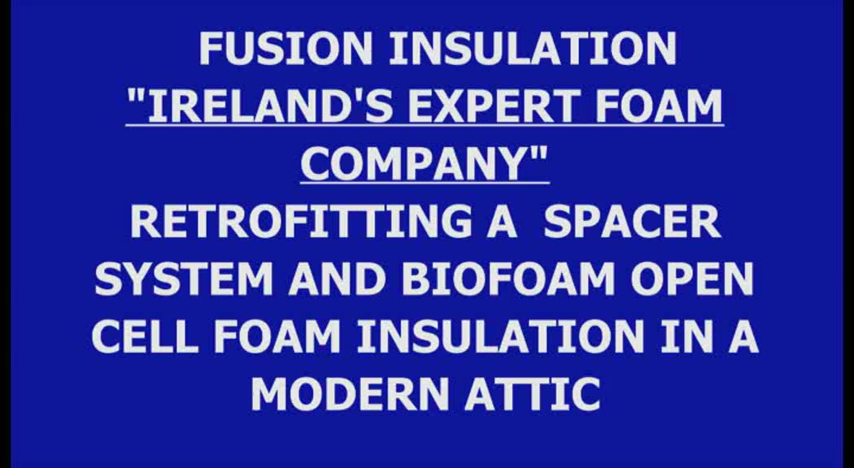 FUSION INSULATION
"IRELAND'S EXPERT FOAM
COMPANY"
RETROFITTING A  SPACER
SYSTEM AND BIOFOAM OPEN
CELL FOAM INSULATION IN A
MODERN ATTIC